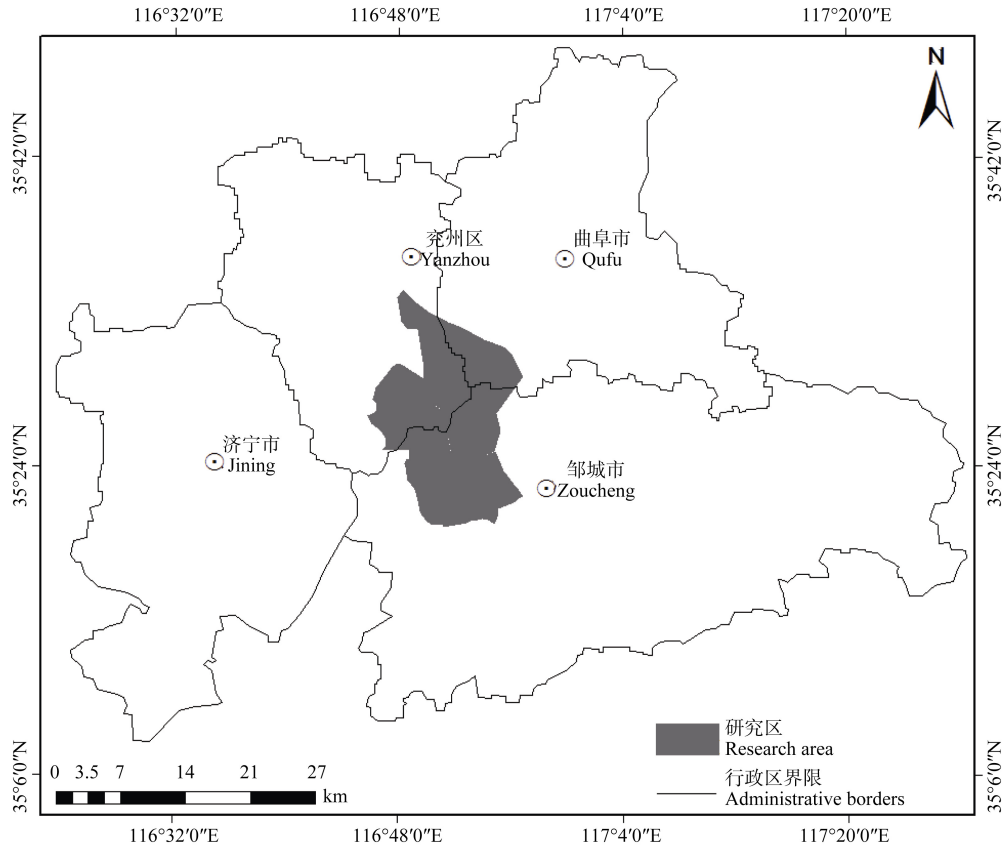 116°32′0″E 116°48′0″E 117°4′0″E 117°20′0″E
N
35°42′0″N 35°42′0″N
兖州区
Yanzhou
曲阜市
Qufu
济宁市
Jining
35°24′0″N 35°24′0″N
邹城市
Zoucheng
研究区
Research area
行政区界限
Administrative borders
0 3.5 7 14 21 27
km
35°6′0″N 35°6′0″N
116°32′0″E 116°48′0″E 117°4′0″E 117°20′0″E